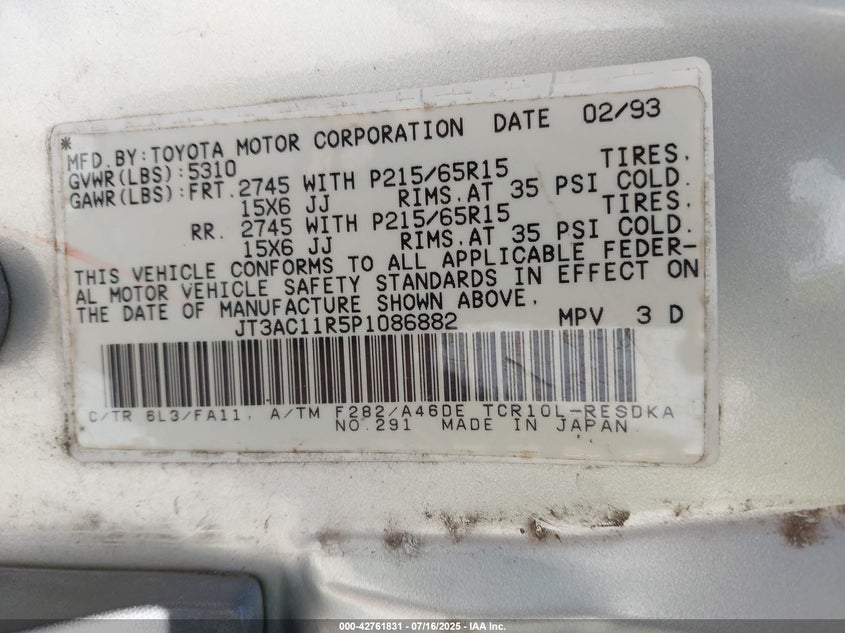 * MFD.BY:TOYOTA MOTOR CORPORATION DATE 02/93
GVWR(LBS):5310
GAWR(LBS):FRT.2745 WITH P215/65R15 TIRES,
15X6 JJ RIMS.AT 35 PSI COLD.
RR. 2745 WITH P215/65R15 TIRES,
15X6 JJ RIMS.AT 35 PSI COLD.
THIS VEHICLE CONFORMS TO ALL APPLICABLE FEDER-
AL MOTOR VEHICLE SAFETY STANDARDS IN EFFECT ON
THE DATE OF MANUFACTURE SHOWN ABOVE.
JT3AC11R5P1086882 MPV 3 D
C/TR 6L3/FA11, A/TM F282/A46DE TCR10L-RESDKA
NO.291 MADE IN JAPAN
000-42761831 - 07/16/2025 - IAA Inc.